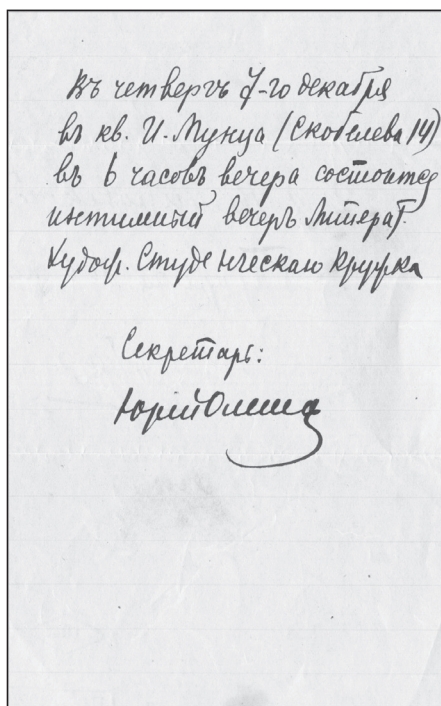 Въ четвергъ 7-го декабря
въ кв. И. Мунца (Скобелева 14)
въ 6 часовъ вечера состоится
интимный вечеръ Литерат.
Худож. Студенческаго Кружка
Секретарь:
Юрий Олеша